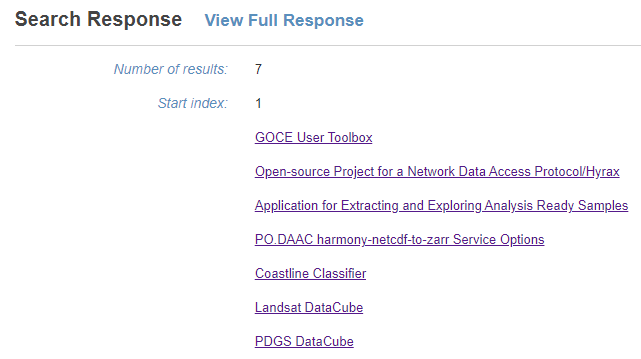 Search Response View Full Response
Number of results: 7
Start index: 1
GOCE User Toolbox
Open-source Project for a Network Data Access Protocol/Hyrax
Application for Extracting and Exploring Analysis Ready Samples
PO.DAAC harmony-netcdf-to-zarr Service Options
Coastline Classifier
Landsat DataCube
PDGS DataCube